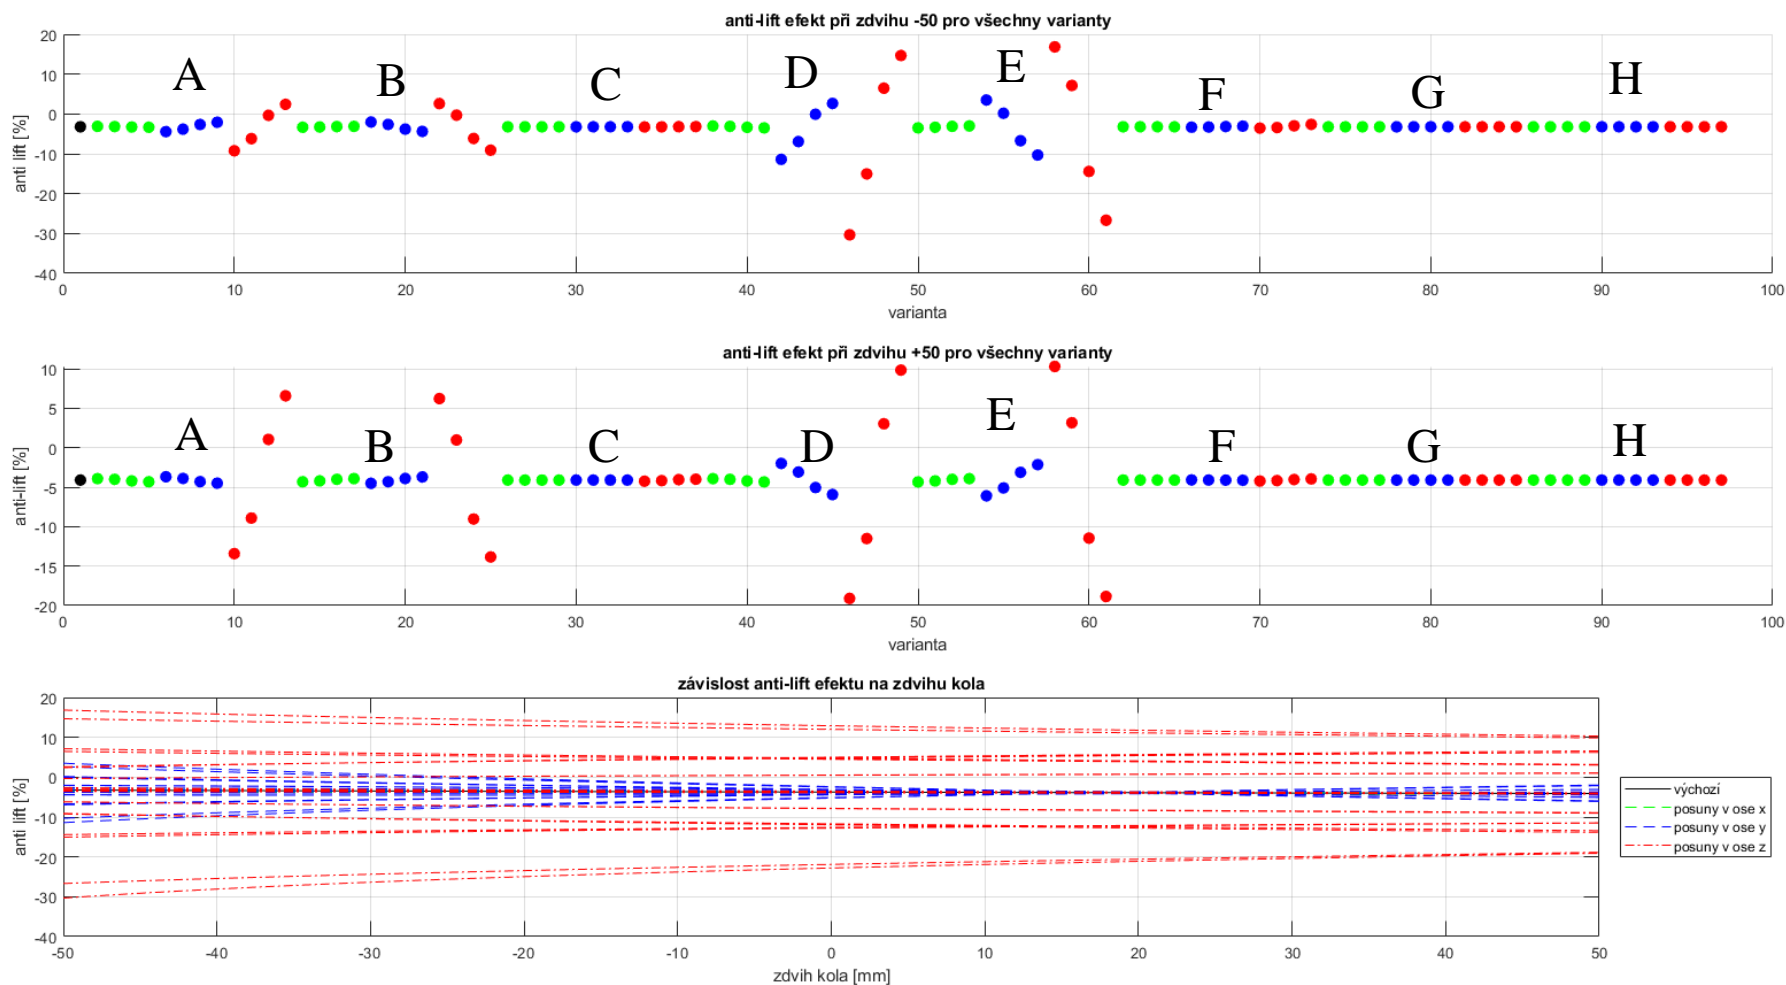 anti-lift efekt při zdvihu -50 pro všechny varianty
20
10
0
-10
-20
-30
-40
anti lift [%]
A
B
C
D
E
F
G
H
0
10
20
30
40
50
60
70
80
90
100
varianta
anti-lift efekt při zdvihu +50 pro všechny varianty
10
5
0
-5
-10
-15
-20
anti-lift [%]
A
B
C
D
E
F
G
H
0
10
20
30
40
50
60
70
80
90
100
varianta
závislost anti-lift efektu na zdvihu kola
20
10
0
-10
-20
-30
-40
anti lift [%]
-50
-40
-30
-20
-10
0
10
20
30
40
50
zdvih kola [mm]
výchozí
posuny v ose x
posuny v ose y
posuny v ose z